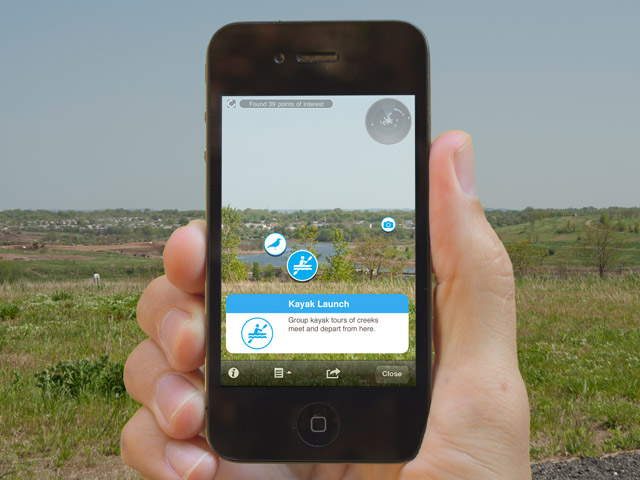 Found 39 points of interest
Kayak Launch
Group kayak tours of creeks
meet and depart from here.
Close